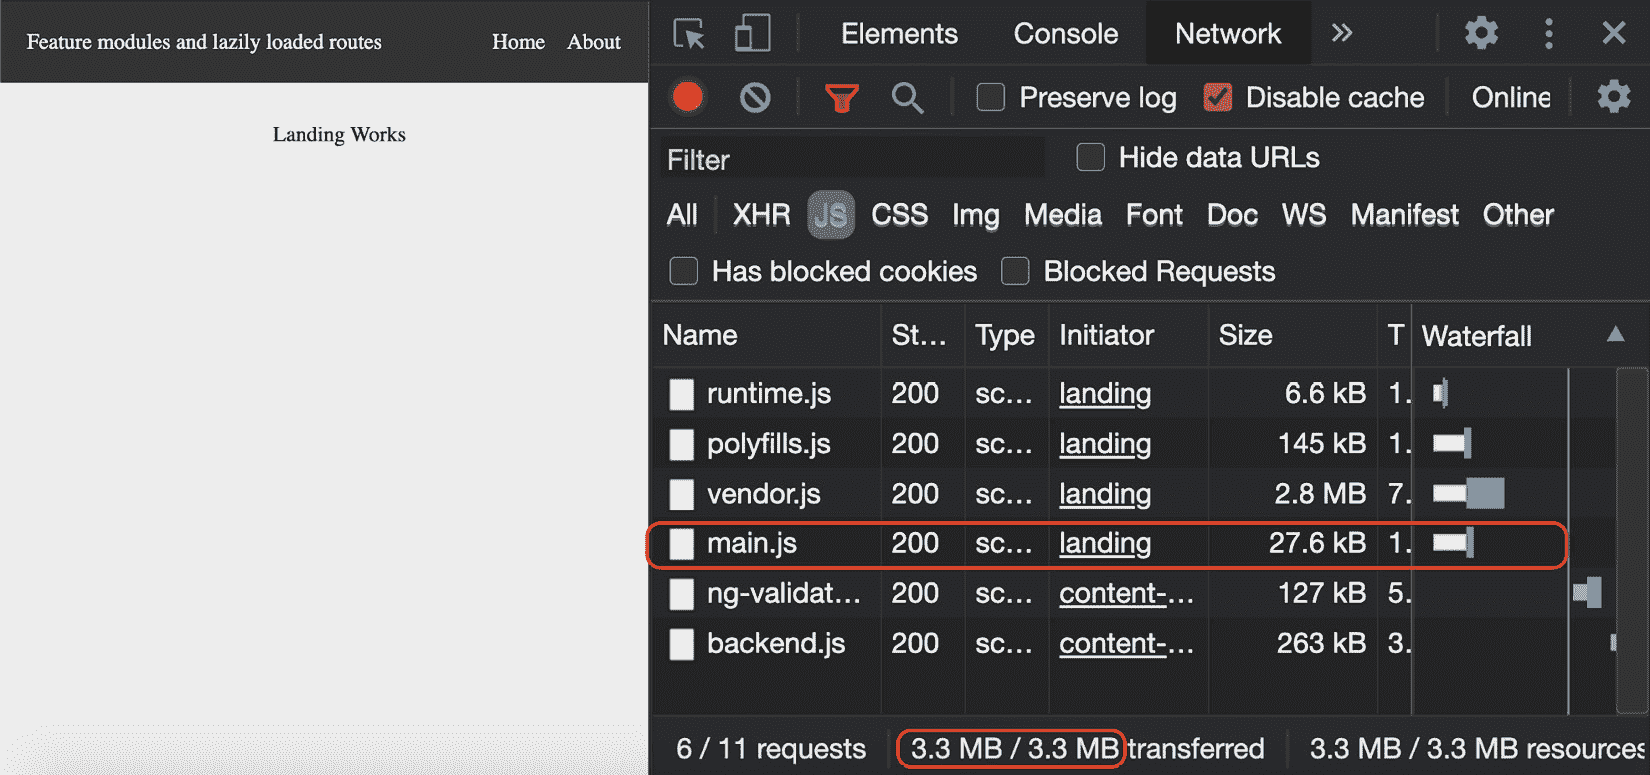 Feature modules and lazily loaded routes Home About
Landing Works
Elements Console Network »
Preserve log Disable cache Online
Filter Hide data URLs
All XHR JS CSS Img Media Font Doc WS Manifest Other
Has blocked cookies Blocked Requests
Name St... Type Initiator Size T Waterfall
runtime.js 200 sc... landing 6.6 kB 1.
polyfills.js 200 sc... landing 145 kB 1.
vendor.js 200 sc... landing 2.8 MB 7.
main.js 200 sc... landing 27.6 kB 1.
ng-validat... 200 sc... content-... 127 kB 5.
backend.js 200 sc... content-... 263 kB 3.
6 / 11 requests 3.3 MB / 3.3 MB transferred 3.3 MB / 3.3 MB resources